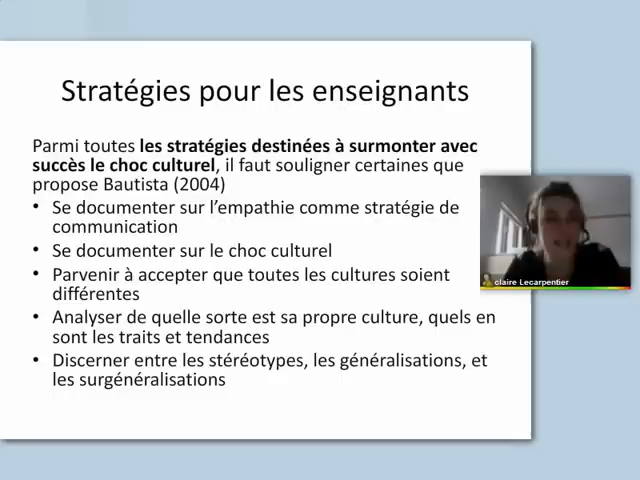 Stratégies pour les enseignants
Parmi toutes les stratégies destinées à surmonter avec
succès le choc culturel, il faut souligner certaines que
propose Bautista (2004)
• Se documenter sur l'empathie comme stratégie de
communication
• Se documenter sur le choc culturel
• Parvenir à accepter que toutes les cultures soient
différentes
• Analyser de quelle sorte est sa propre culture, quels en
sont les traits et tendances
• Discerner entre les stéréotypes, les généralisations, et
les surgénéralisations
claire Lecarpentier